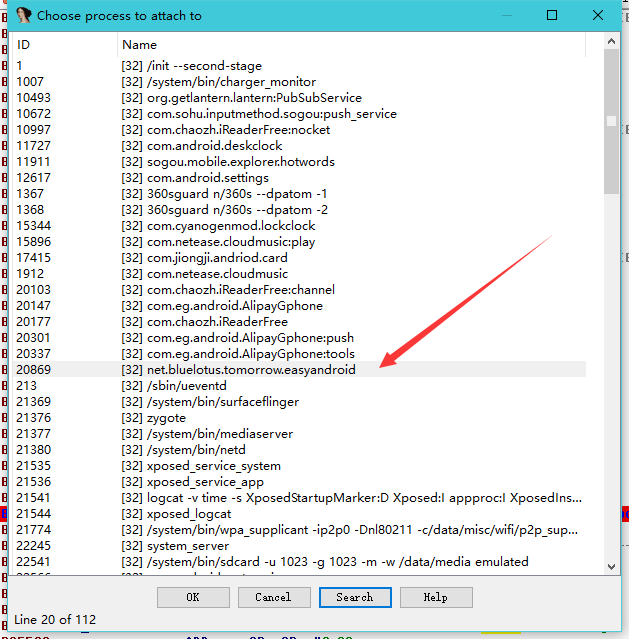 Choose process to attach to
ID Name
1 [32] /init --second-stage
1007 [32] /system/bin/charger_monitor
10493 [32] org.getlantern.lantern:PubSubService
10672 [32] com.sohu.inputmethod.sogou:push_service
10997 [32] com.chaozh.iReaderFree:nocket
11727 [32] com.android.deskclock
11911 [32] sogou.mobile.explorer.hotwords
12617 [32] com.android.settings
1367 [32] 360sguard n/360s --dpatom -1
1368 [32] 360sguard n/360s --dpatom -2
15344 [32] com.cyanogenmod.lockclock
15896 [32] com.netease.cloudmusic:play
17415 [32] com.jiongji.andriod.card
1912 [32] com.netease.cloudmusic
20103 [32] com.chaozh.iReaderFree:channel
20147 [32] com.eg.android.AlipayGphone
20177 [32] com.chaozh.iReaderFree
20301 [32] com.eg.android.AlipayGphone:push
20337 [32] com.eg.android.AlipayGphone:tools
20869 [32] net.bluelotus.tomorrow.easyandroid
213 [32] /sbin/ueventd
21369 [32] /system/bin/surfaceflinger
21376 [32] zygote
21377 [32] /system/bin/mediaserver
21380 [32] /system/bin/netd
21535 [32] xposed_service_system
21536 [32] xposed_service_app
21541 [32] logcat -v time -s XposedStartupMarker:D Xposed:I appproc:I XposedIns...
21544 [32] xposed_logcat
21774 [32] /system/bin/wpa_supplicant -ip2p0 -Dnl80211 -c/data/misc/wifi/p2p_sup...
22245 [32] system_server
22541 [32] /system/bin/sdcard -u 1023 -g 1023 -m -w /data/media emulated
OK Cancel Search Help
Line 20 of 112